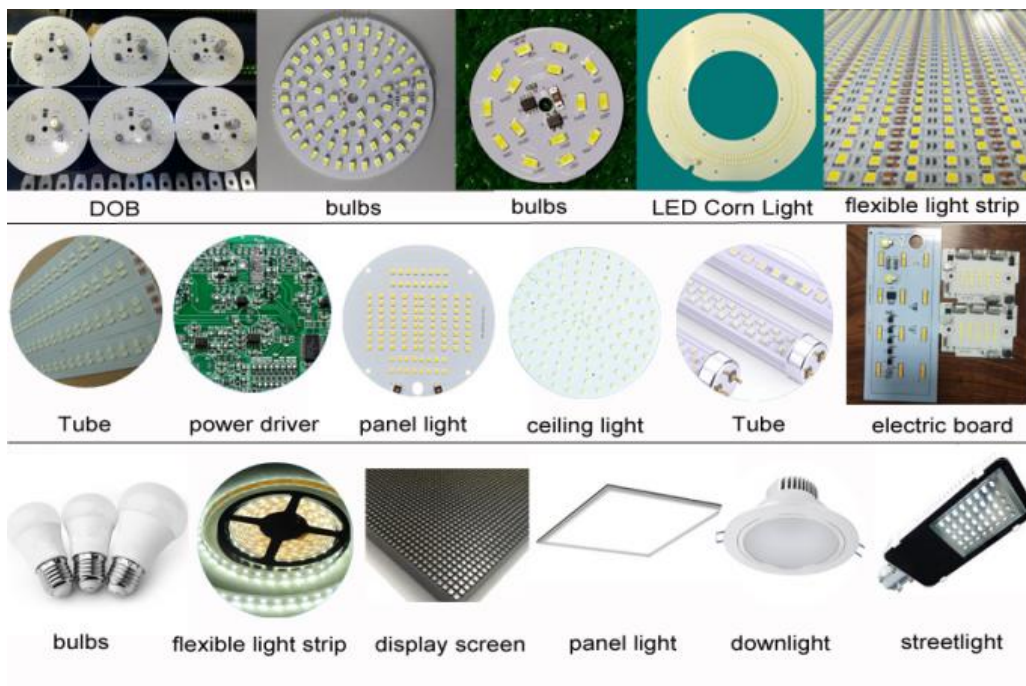 DOB
bulbs
bulbs
LED Corn Light
flexible light strip
Tube
power driver
panel light
ceiling light
Tube
electric board
bulbs
flexible light strip
display screen
panel light
downlight
streetlight